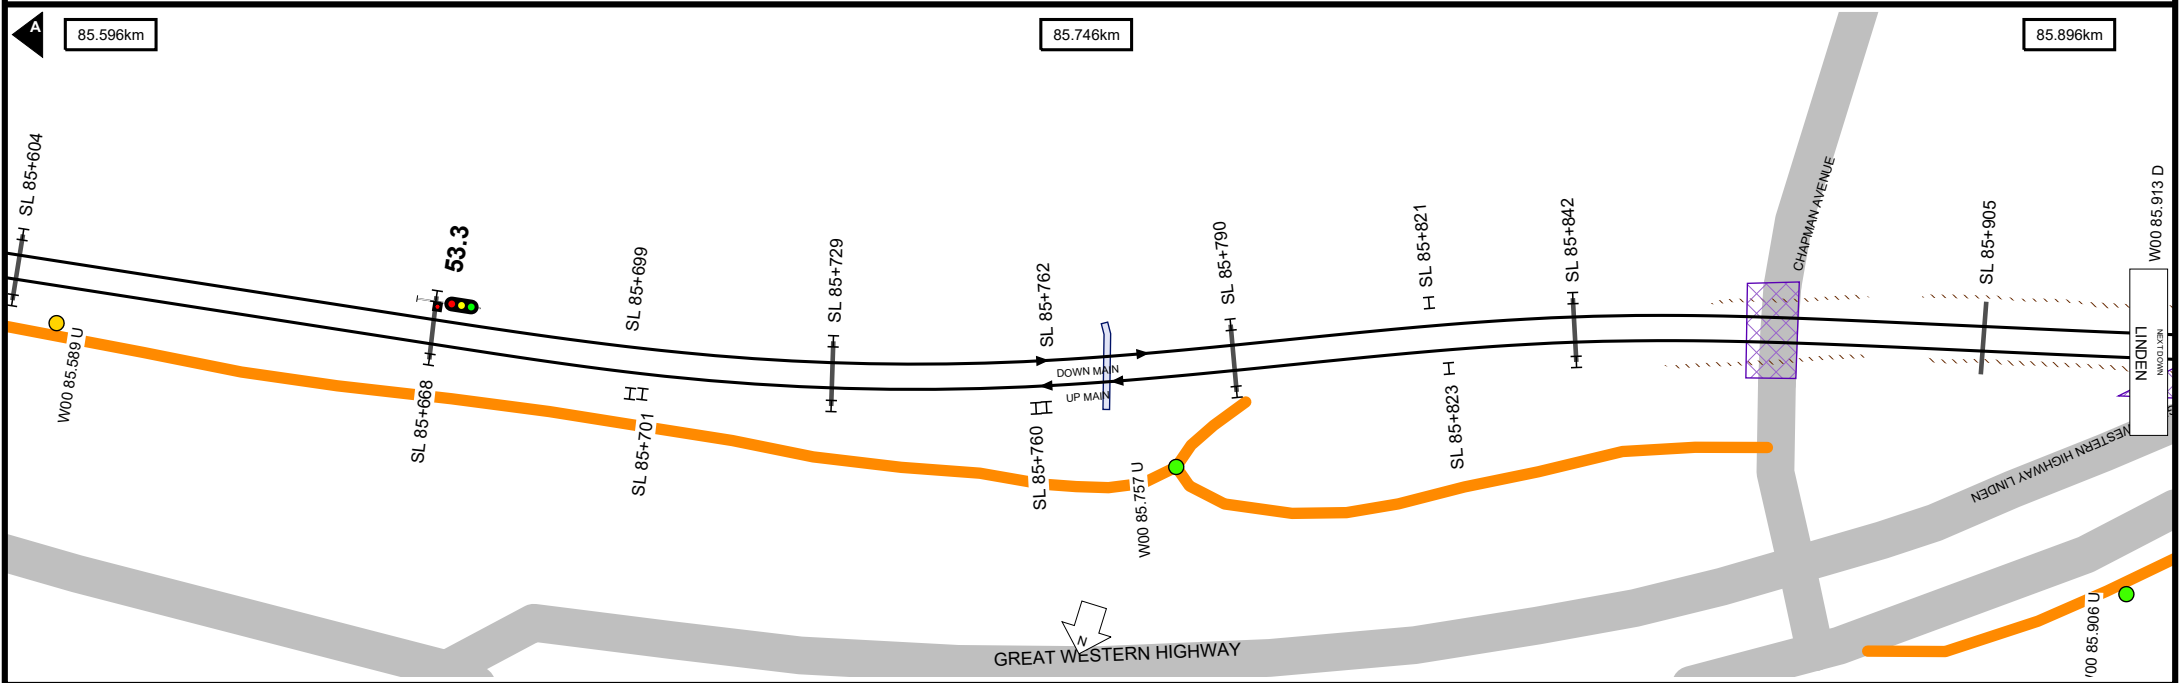 A
85.596km
85.746km
85.896km
SL 85+604
53.3
SL 85+699
SL 85+729
SL 85+762
SL 85+790
SL 85+821
SL 85+842
CHAPMAN AVENUE
SL 85+905
W00 85.913 D
W00 85.589 U
SL 85+668
SL 85+701
SL 85+760
DOWN MAIN
UP MAIN
W00 85.757 U
SL 85+823
LINDEN
NEXT DOWN
WESTERN HIGHWAY LINDEN
N
GREAT WESTERN HIGHWAY
V00 85.906 U